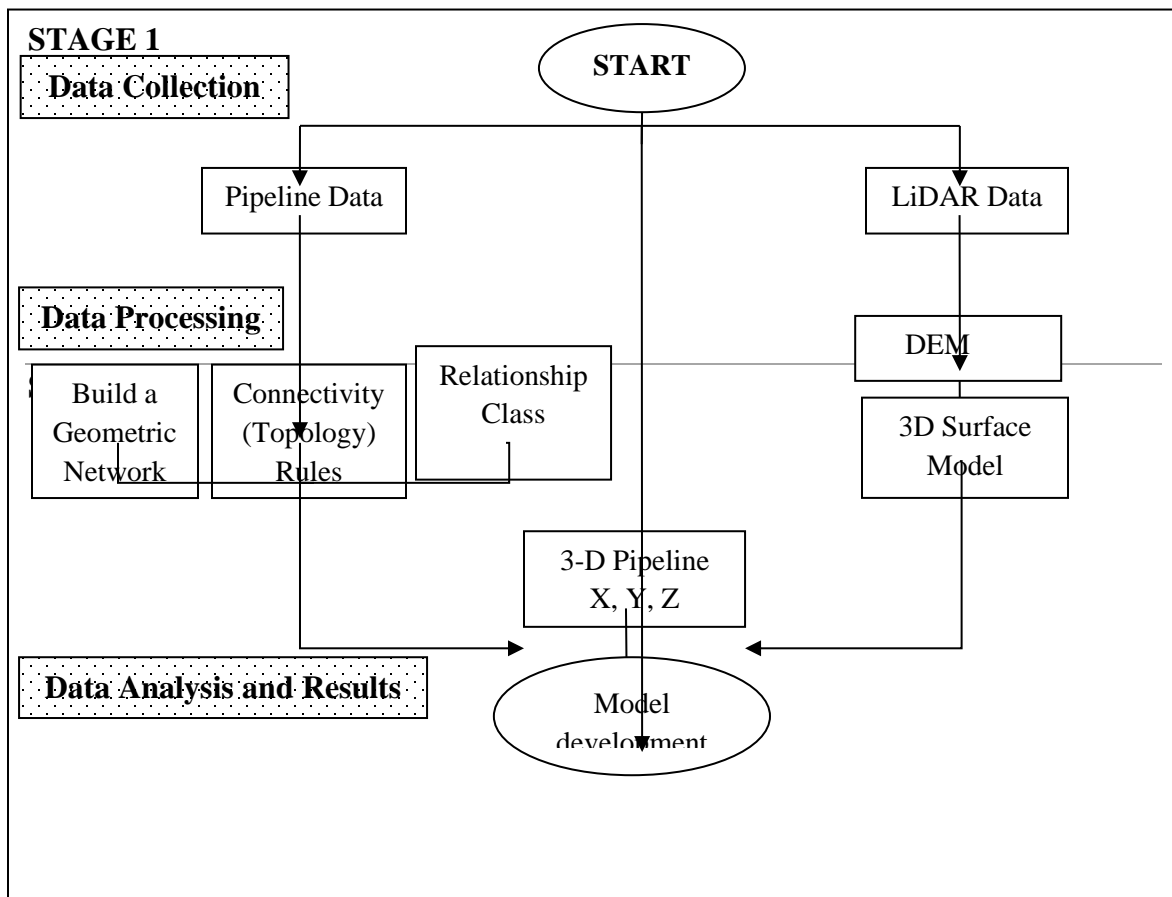 STAGE 1
START
Data Collection
Pipeline Data
LiDAR Data
Data Processing
DEM
Build a
Geometric
Network
Connectivity
(Topology)
Rules
Relationship
Class
3D Surface
Model
3-D Pipeline
X, Y, Z
Data Analysis and Results
Model
development